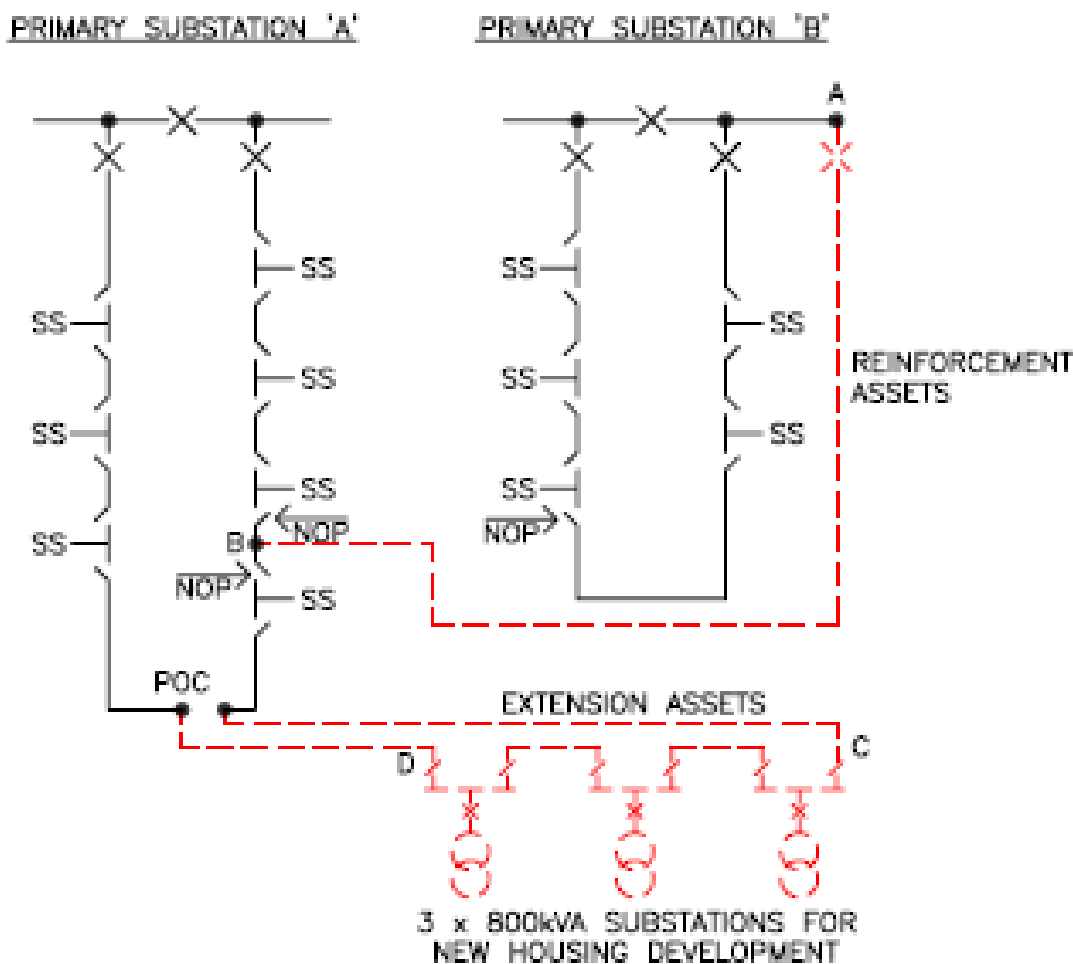 PRIMARY SUBSTATION 'A'
PRIMARY SUBSTATION 'B'
A
SS
SS
SS
SS
REINFORCEMENT
ASSETS
SS
SS
SS
SS
SS
SS
SS
NOP
NOP
SS
B
NOP
SS
POC
EXTENSION ASSETS
D
C
3 x 800kVA SUBSTATIONS FOR
NEW HOUSING DEVELOPMENT